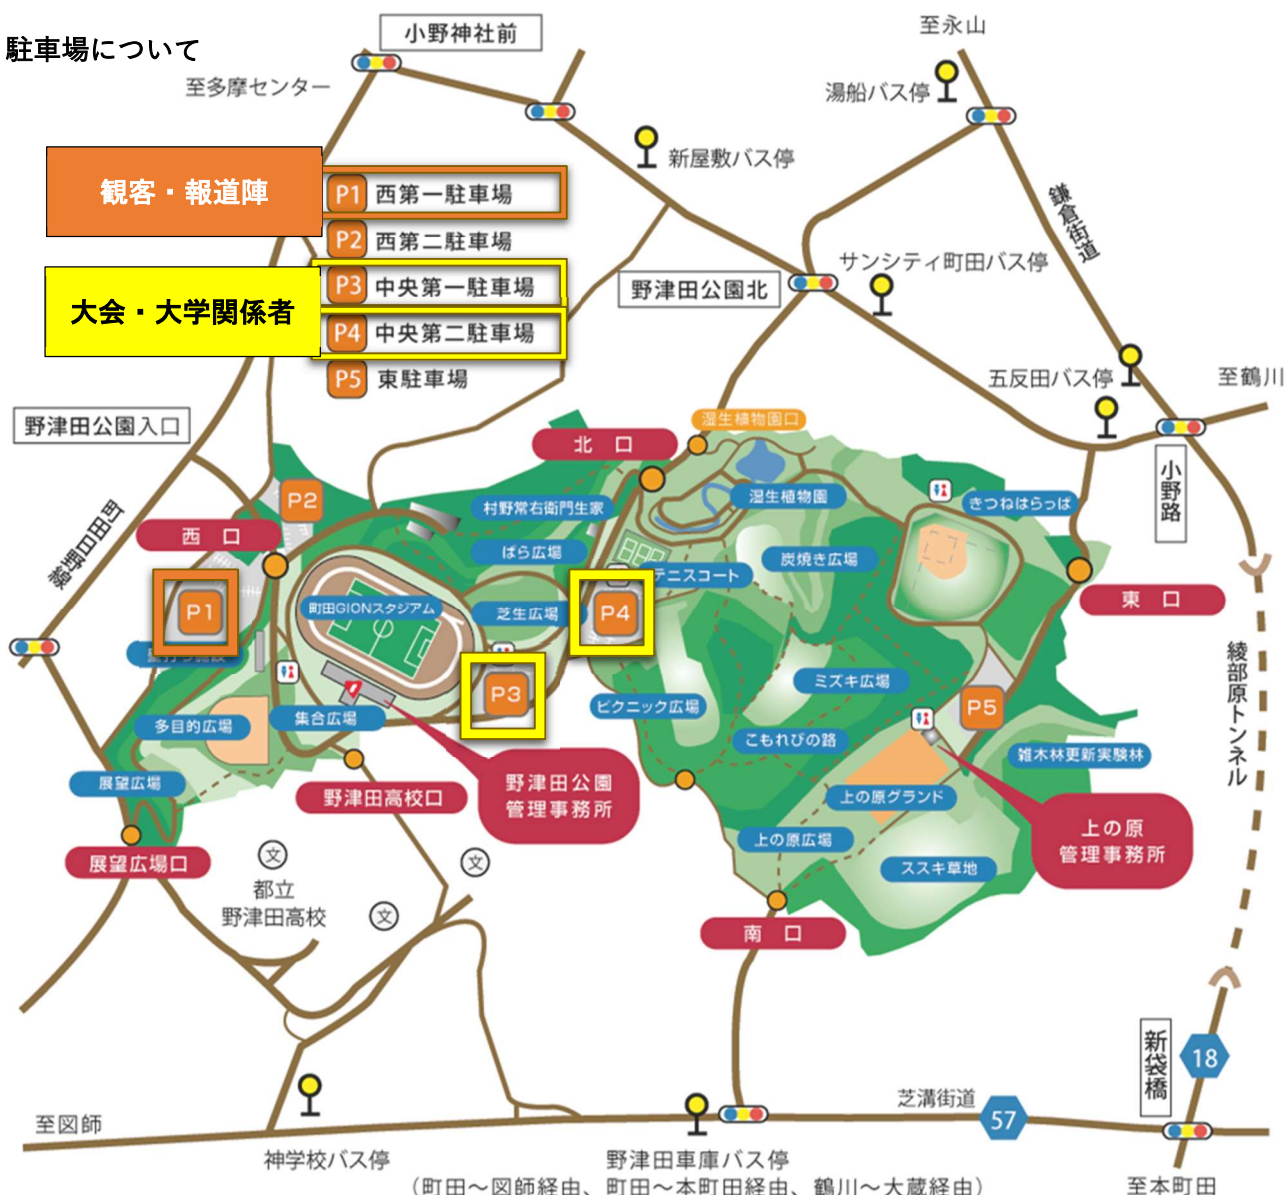 駐車場について
小野神社前
至永山
至多摩センター
湯船バス停
新屋敷バス停
観客・報道陣
P1 西第一駐車場
P2 西第二駐車場
鎌倉街道
サンシティ町田バス停
野津田公園北
大会・大学関係者
P3 中央第一駐車場
P4 中央第二駐車場
P5 東駐車場
五反田バス停
至鶴川
野津田公園入口
湿生植物園口
北 口
小野路
P2
村野常右衛門生家
湿生植物園
きつねはらっぱ
町田日野線
西 口
ばら広場
炭焼き広場
テニスコート
東 口
P1
町田GIONスタジアム
芝生広場
P4
綾部原トンネル
ミズキ広場
P3
P5
ピクニック広場
多目的広場
集合広場
こもれびの路
雑木林更新実験林
展望広場
野津田高校口
野津田公園
管理事務所
上の原グランド
上の原広場
上の原
管理事務所
展望広場口
ススキ草地
文
文
都立
野津田高校
文
南 口
新袋橋
18
芝溝街道
57
至図師
神学校バス停
野津田車庫バス停
（町田～図師経由、町田～本町田経由、鶴川～大蔵経由）
至本町田